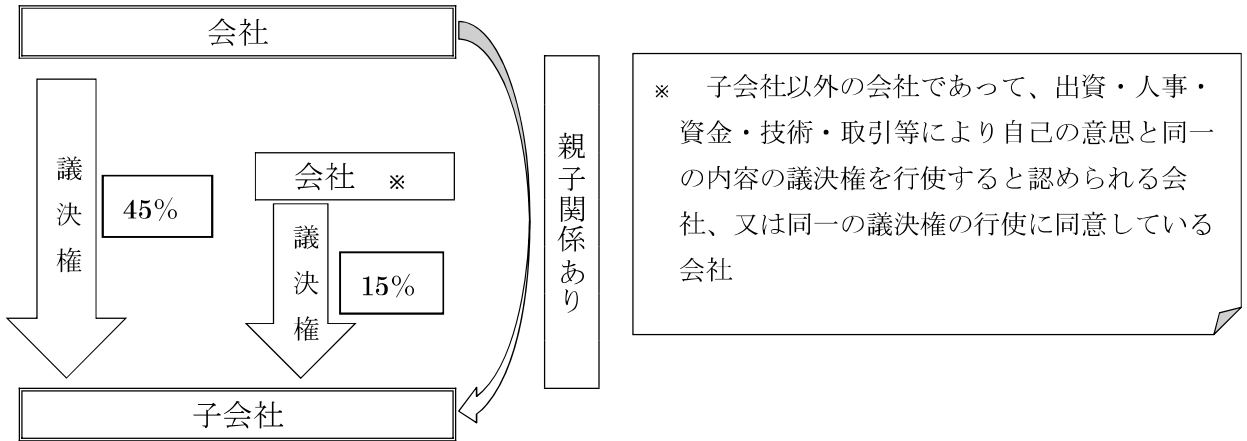 会社
議決権
45%
会社 ※
議決権
15%
子会社
親子関係あり
※ 子会社以外の会社であって、出資・人事・
資金・技術・取引等により自己の意思と同一
の内容の議決権を行使すると認められる会
社、又は同一の議決権の行使に同意している
会社